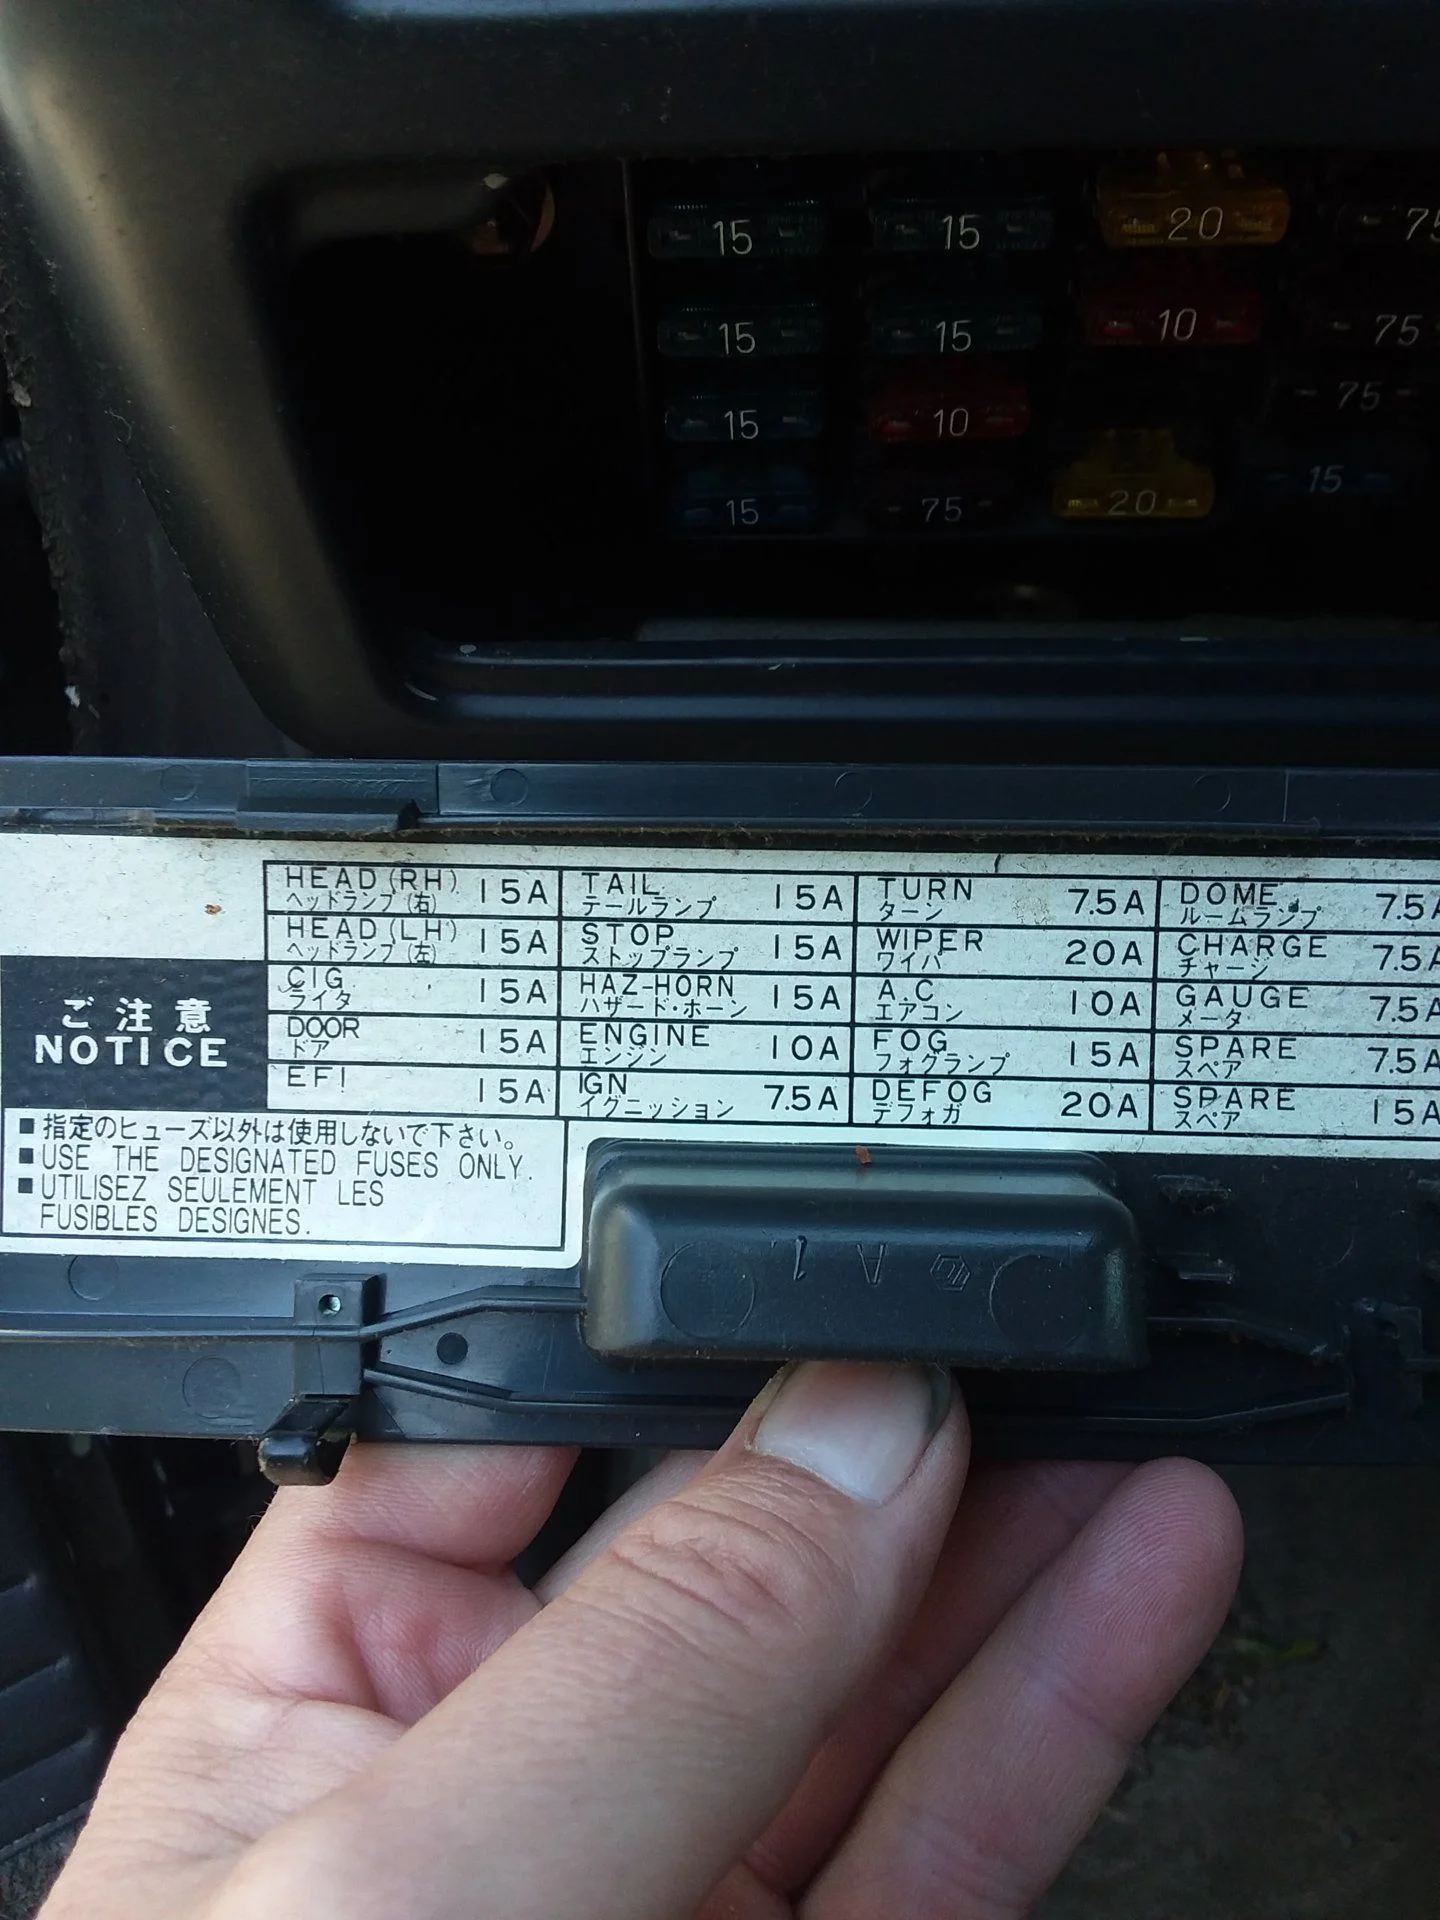 15 15 20
15 15 10 75
15 10 75
15 75 20 15
HEAD (RH) 15A TAIL 15A TURN 7.5A DOME 7.5A
ヘッドランプ (右) テールランプ ターン ルームランプ
HEAD (LH) 15A STOP 15A WIPER 20A CHARGE 7.5A
ヘッドランプ (左) ストップランプ ワイパ チャージ
CIG 15A HAZ-HORN 15A A.C 10A GAUGE 7.5A
ライタ ハザード・ホーン エアコン メータ
DOOR 15A ENGINE 10A FOG 15A SPARE 7.5A
ドア エンジン フォグランプ スペア
EFI 15A IGN 7.5A DEFOG 20A SPARE 15A
イグニッション デフォガ スペア
ご注意
NOTICE
■指定のヒューズ以外は使用しないで下さい。
■USE THE DESIGNATED FUSES ONLY.
■UTILISEZ SEULEMENT LES
FUSIBLES DESIGNES.
A 1